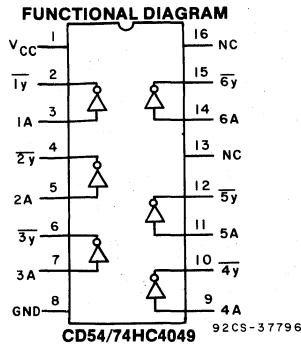 FUNCTIONAL DIAGRAM
VCC 1 16 NC
1y 2 15 6y
1A 3 14 6A
2y 4 13 NC
2A 5 12 5y
3y 6 11 5A
3A 7 10 4y
GND 8 9 4A
CD54/74HC4049
92CS-37796